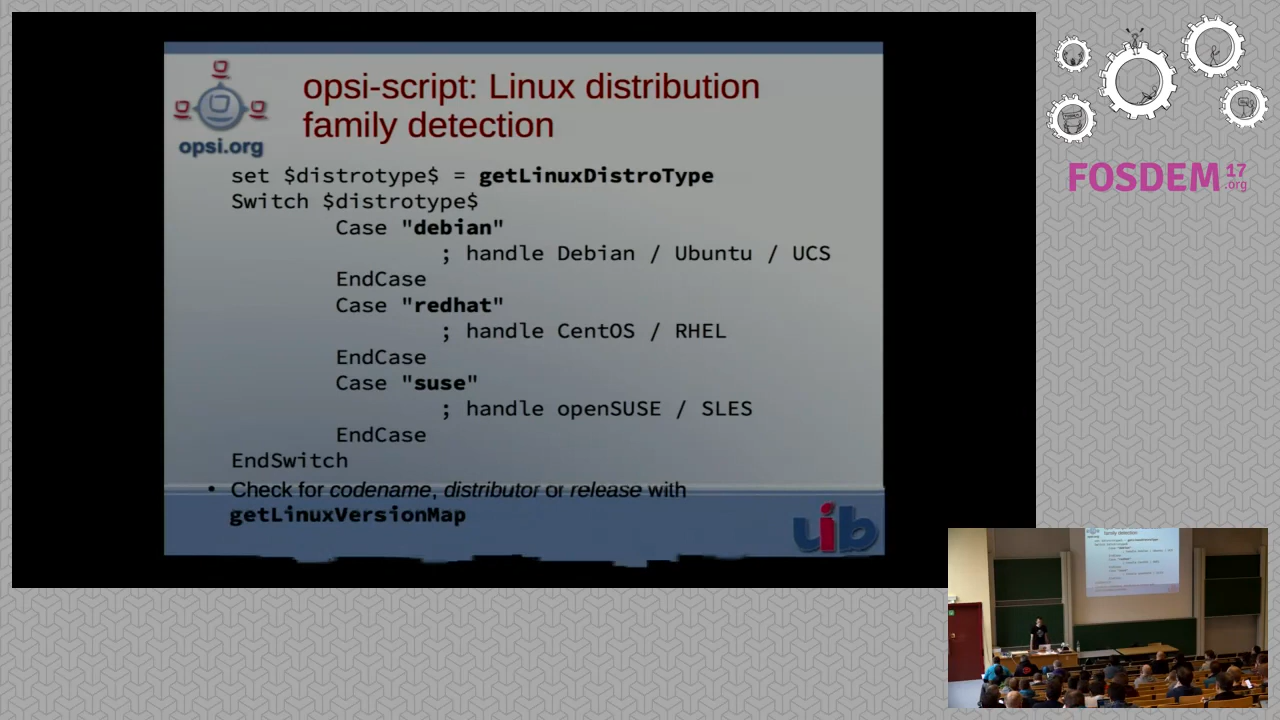 opsi-script: Linux distribution
family detection
opsi.org
set $distrotype$ = getLinuxDistroType
Switch $distrotype$
Case "debian"
; handle Debian / Ubuntu / UCS
EndCase
Case "redhat"
; handle CentOS / RHEL
EndCase
Case "suse"
; handle openSUSE / SLES
EndCase
EndSwitch
• Check for codename, distributor or release with
getLinuxVersionMap
uib
FOSDEM 17
.org
family detection